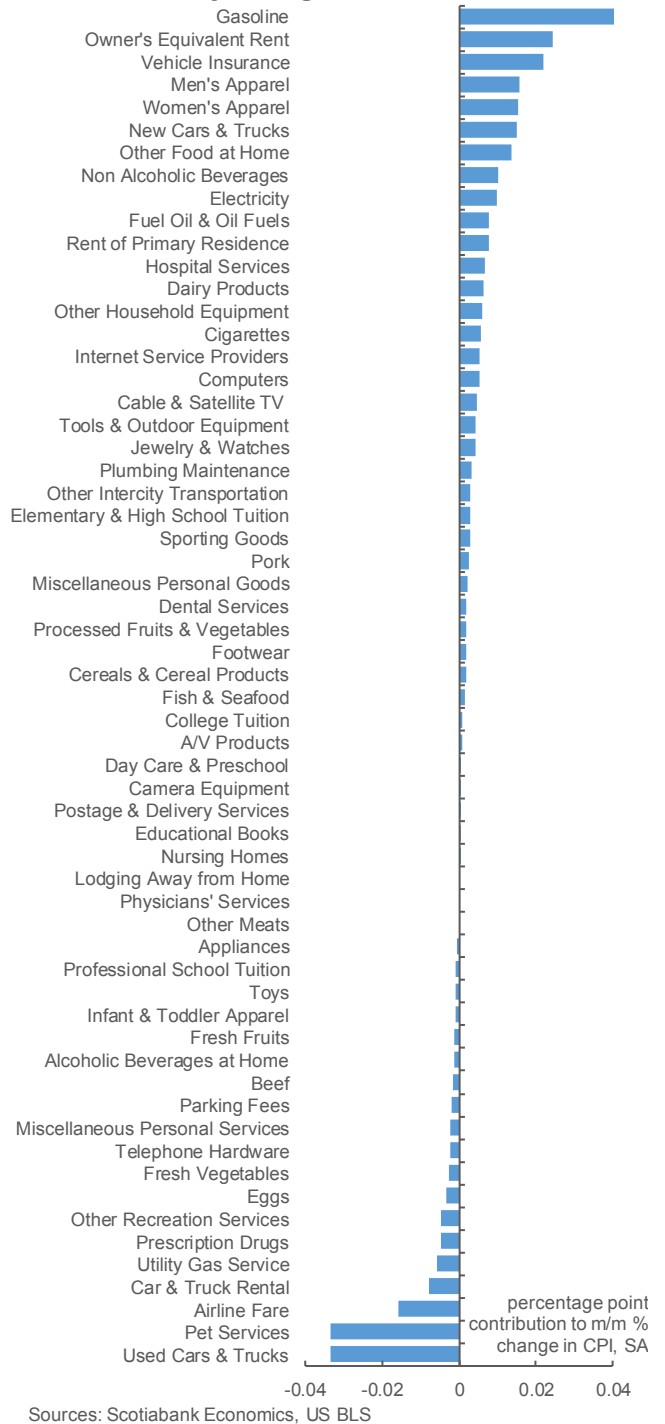 Gasoline
Owner's Equivalent Rent
Vehicle Insurance
Men's Apparel
Women's Apparel
New Cars & Trucks
Other Food at Home
Non Alcoholic Beverages
Electricity
Fuel Oil & Oil Fuels
Rent of Primary Residence
Hospital Services
Dairy Products
Other Household Equipment
Cigarettes
Internet Service Providers
Computers
Cable & Satellite TV
Tools & Outdoor Equipment
Jewelry & Watches
Plumbing Maintenance
Other Intercity Transportation
Elementary & High School Tuition
Sporting Goods
Pork
Miscellaneous Personal Goods
Dental Services
Processed Fruits & Vegetables
Footwear
Cereals & Cereal Products
Fish & Seafood
College Tuition
A/V Products
Day Care & Preschool
Camera Equipment
Postage & Delivery Services
Educational Books
Nursing Homes
Lodging Away from Home
Physicians' Services
Other Meats
Appliances
Professional School Tuition
Toys
Infant & Toddler Apparel
Fresh Fruits
Alcoholic Beverages at Home
Beef
Parking Fees
Miscellaneous Personal Services
Telephone Hardware
Fresh Vegetables
Eggs
Other Recreation Services
Prescription Drugs
Utility Gas Service
Car & Truck Rental
Airline Fare
Pet Services
Used Cars & Trucks
percentage point
contribution to m/m %
change in CPI, SA
-0.04 -0.02 0 0.02 0.04
Sources: Scotiabank Economics, US BLS